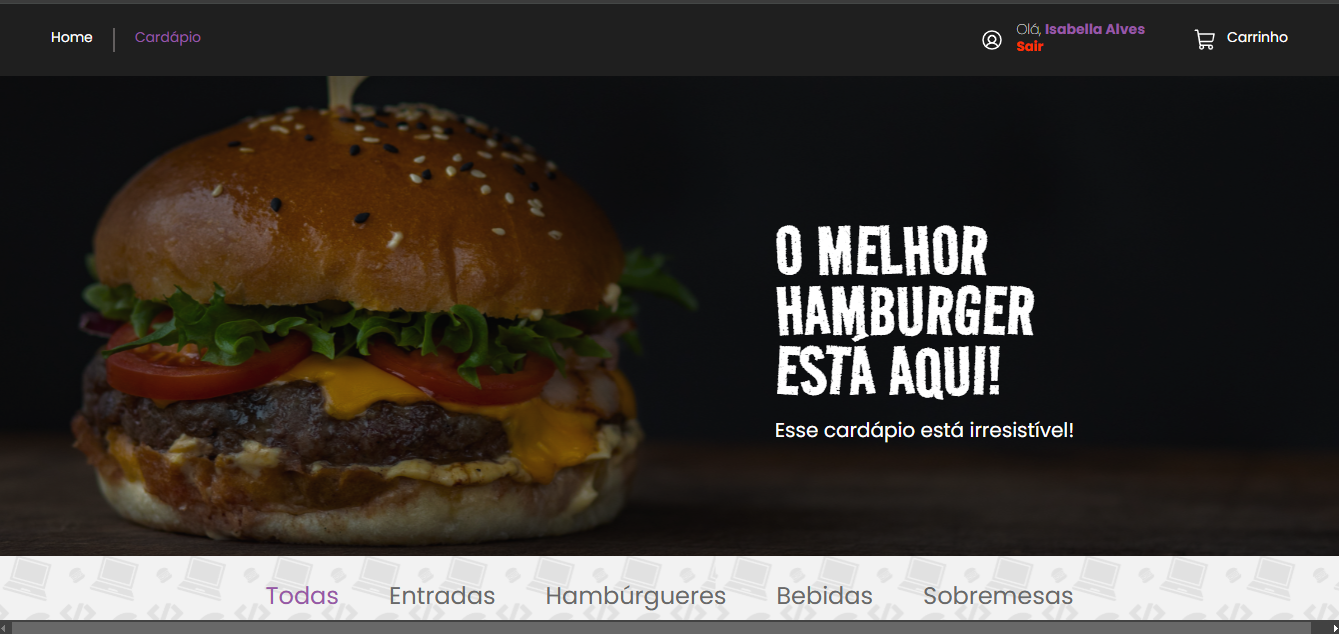 Home
Cardápio
Olá, Isabella Alves
Sair
Carrinho
O MELHOR
HAMBURGER
ESTÁ AQUI!
Esse cardápio está irresistível!
Todas
Entradas
Hambúrgueres
Bebidas
Sobremesas